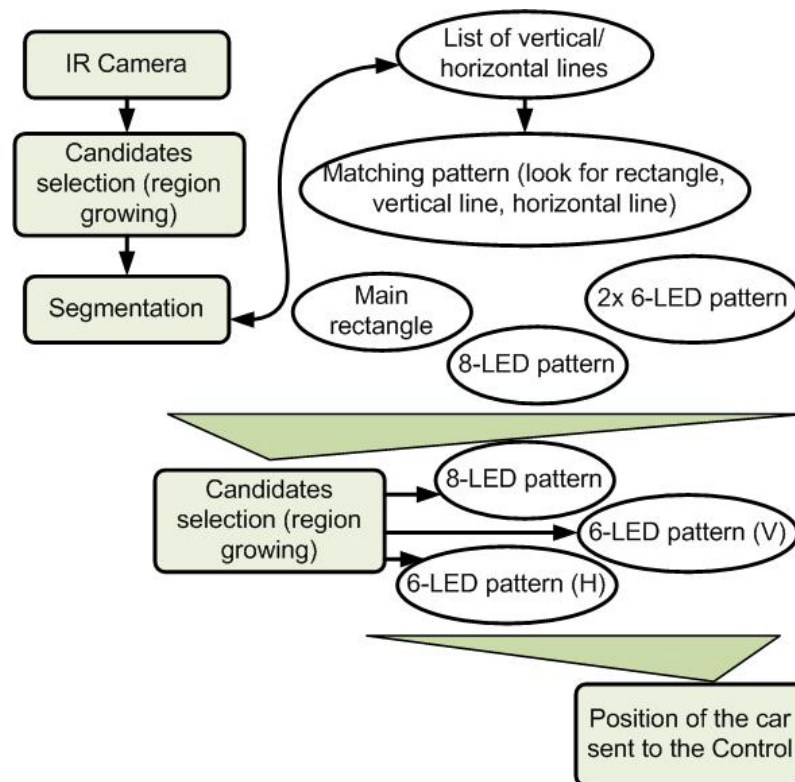 IR Camera
Candidates
selection (region
growing)
Segmentation
List of vertical/
horizontal lines
Matching pattern (look for rectangle,
vertical line, horizontal line)
Main
rectangle
2x 6-LED pattern
8-LED pattern
Candidates
selection (region
growing)
8-LED pattern
6-LED pattern (V)
6-LED pattern (H)
Position of the car
sent to the Control